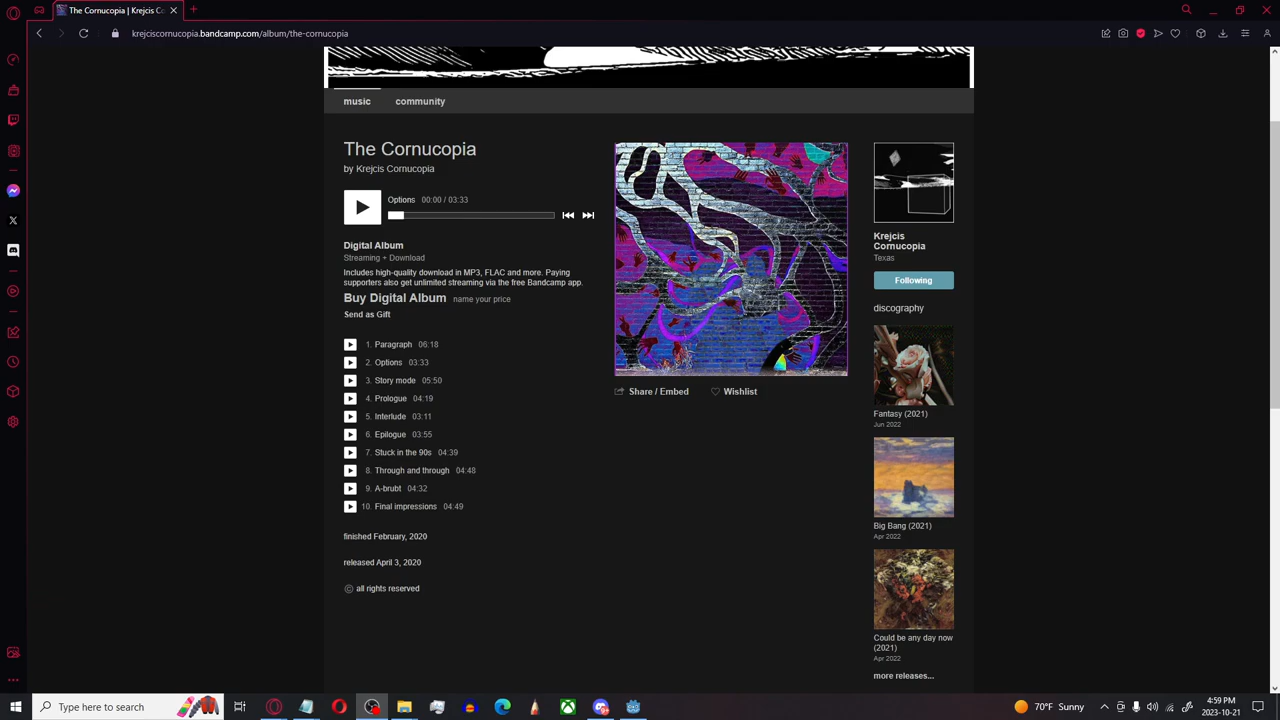 The Cornucopia | Krejcis C
krejciscornucopia.bandcamp.com/album/the-cornucopia
music
community
The Cornucopia
by Krejcis Cornucopia
Options 00:00 / 03:33
Digital Album
Streaming + Download
Includes high-quality download in MP3, FLAC and more. Paying
supporters also get unlimited streaming via the free Bandcamp app.
Buy Digital Album name your price
Send as Gift
1. Paragraph 06:18
2. Options 03:33
3. Story mode 05:50
4. Prologue 04:19
5. Interlude 03:11
6. Epilogue 03:55
7. Stuck in the 90s 04:39
8. Through and through 04:48
9. A-brubt 04:32
10. Final impressions 04:49
finished February, 2020
released April 3, 2020
© all rights reserved
Share / Embed
Wishlist
Krejcis
Cornucopia
Texas
Following
discography
Fantasy (2021)
Jun 2022
Big Bang (2021)
Apr 2022
Could be any day now
(2021)
Apr 2022
more releases...
Type here to search
70°F Sunny
4:59 PM
2023-10-21